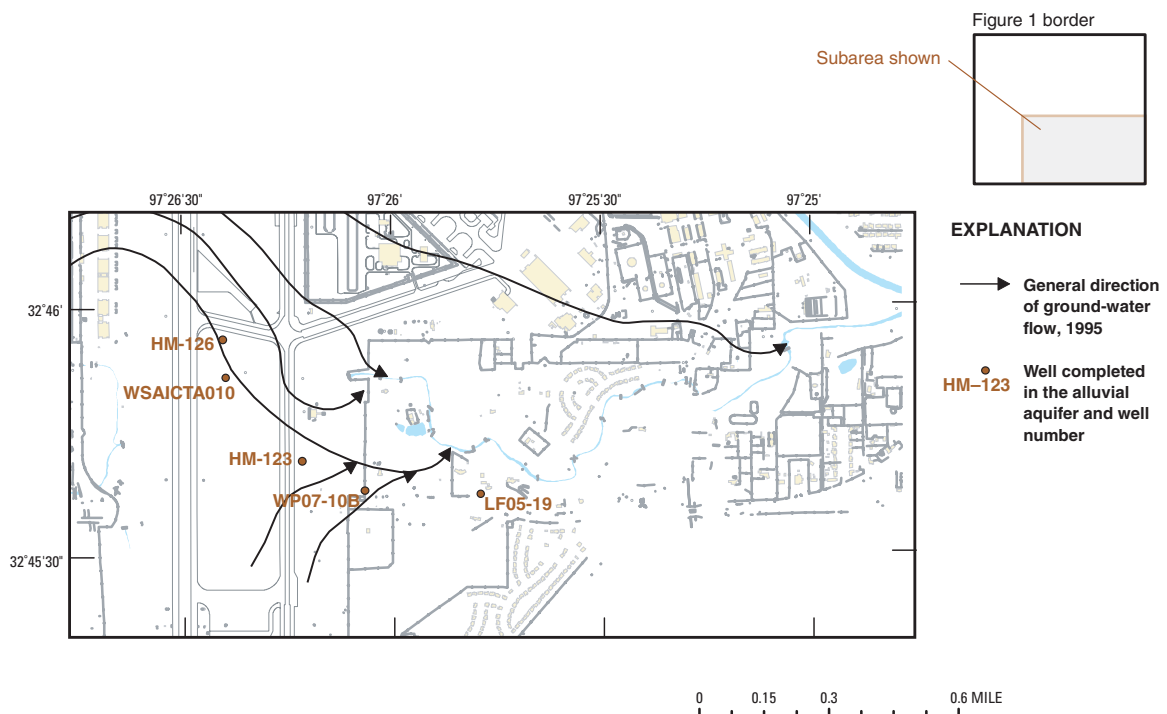 Figure 1 border
Subarea shown
97˚26'30"
97˚26'
97˚25'30"
97˚25'
32˚46'
32˚45'30"
HM-126
WSAICTA010
HM-123
WP07-10B
LF05-19
EXPLANATION
General direction
of ground-water
flow, 1995
HM–123
Well completed
in the alluvial
aquifer and well
number
0 0.15 0.3 0.6 MILE